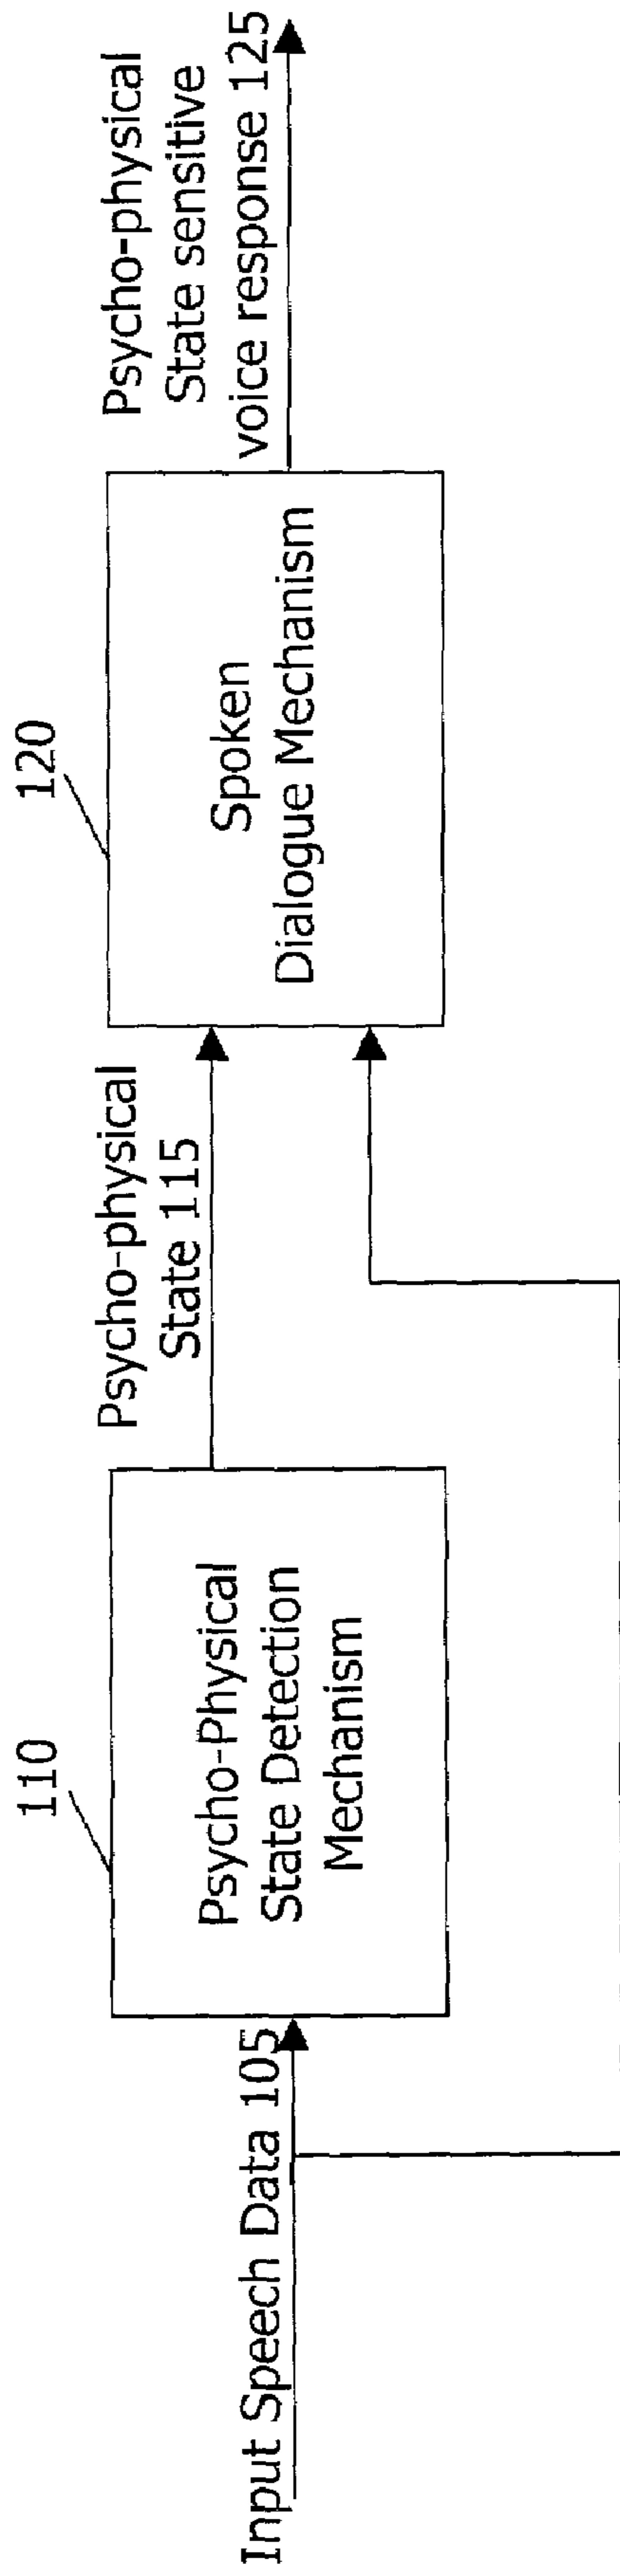 Input Speech Data 105
110
Psycho-Physical
State Detection
Mechanism
Psycho-physical
State 115
120
Spoken
Dialogue Mechanism
Psycho-physical
State sensitive
voice response 125